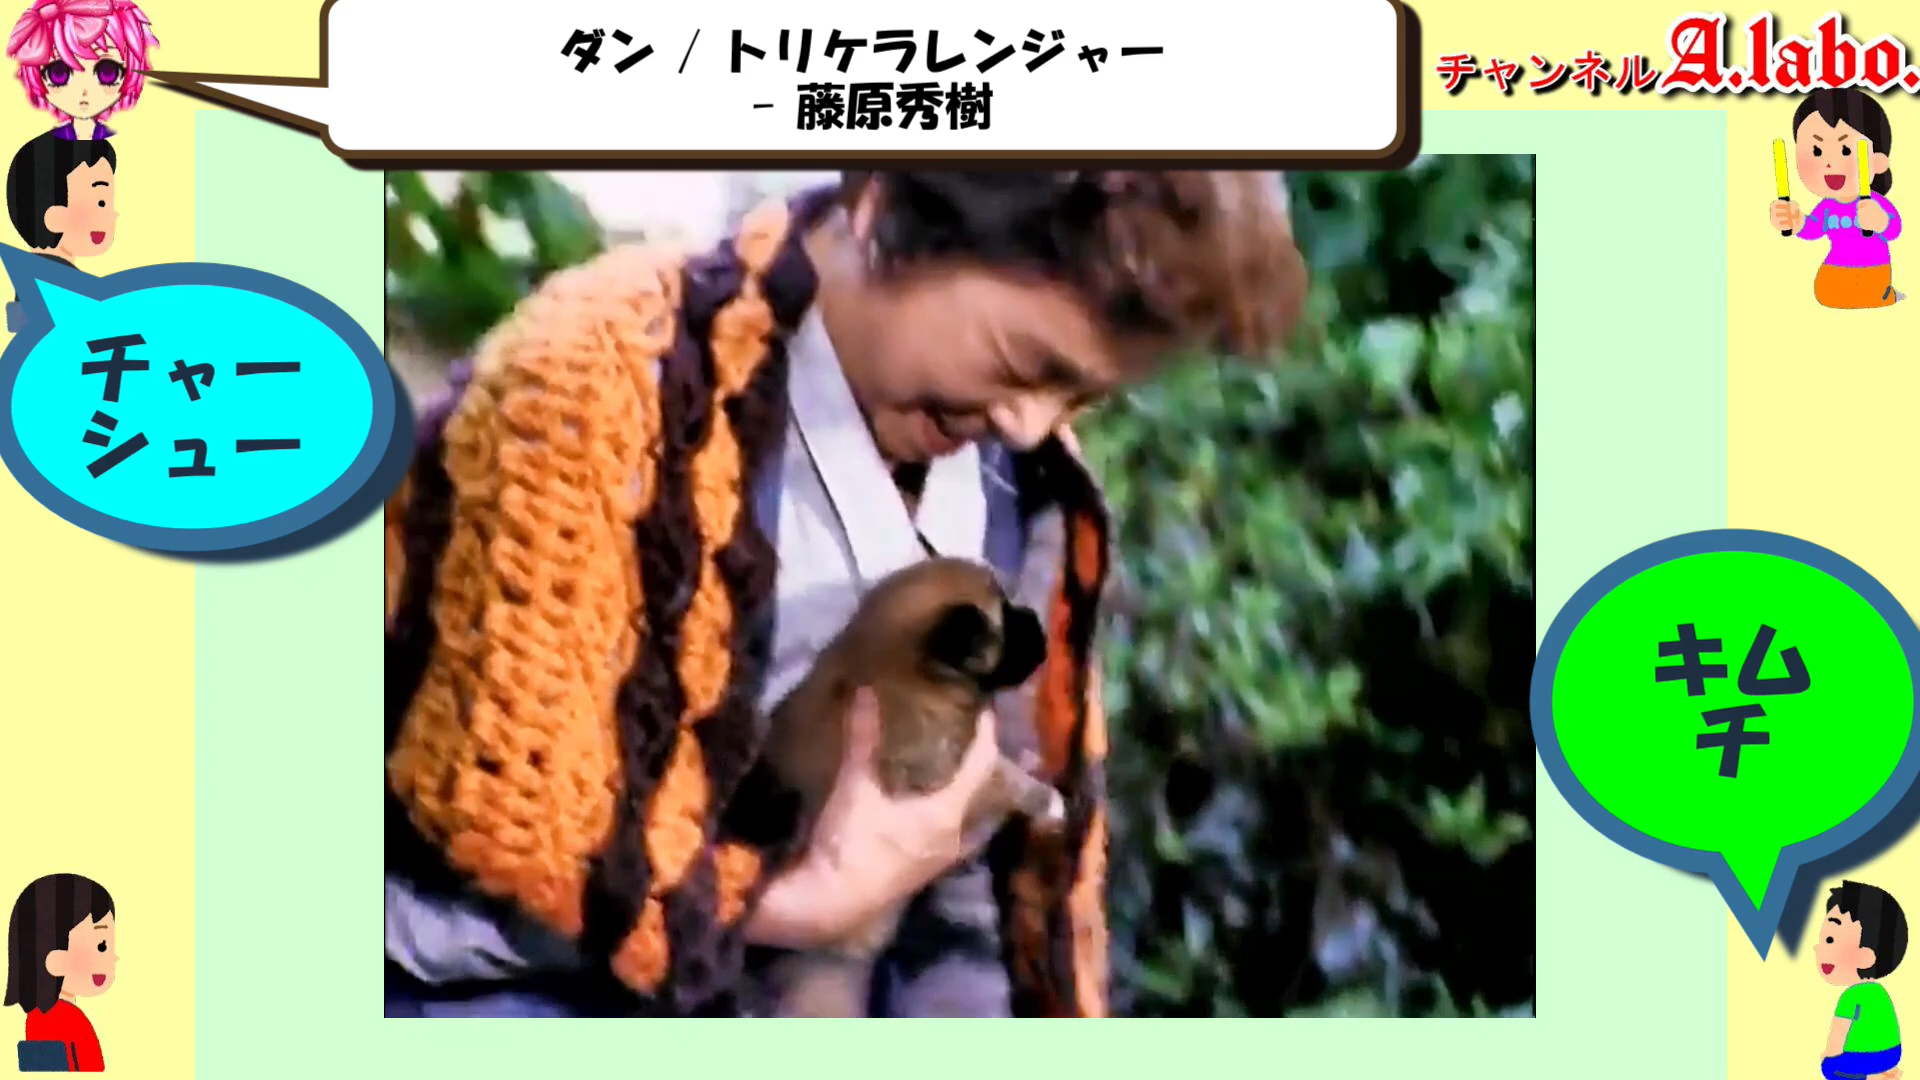 ダン / トリケラレンジャー
- 藤原秀樹
チャンネル A.labo.
チャー
シュー
キム
チ